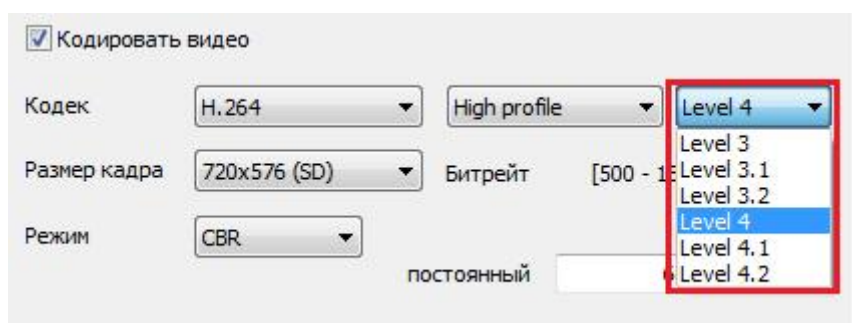 Кодировать видео
Кодек H.264 High profile Level 4
Level 3
Размер кадра 720x576 (SD) Битрейт [500 - 1 Level 3.1
Level 3.2
Level 4
Режим CBR Level 4.1
постоянный Level 4.2